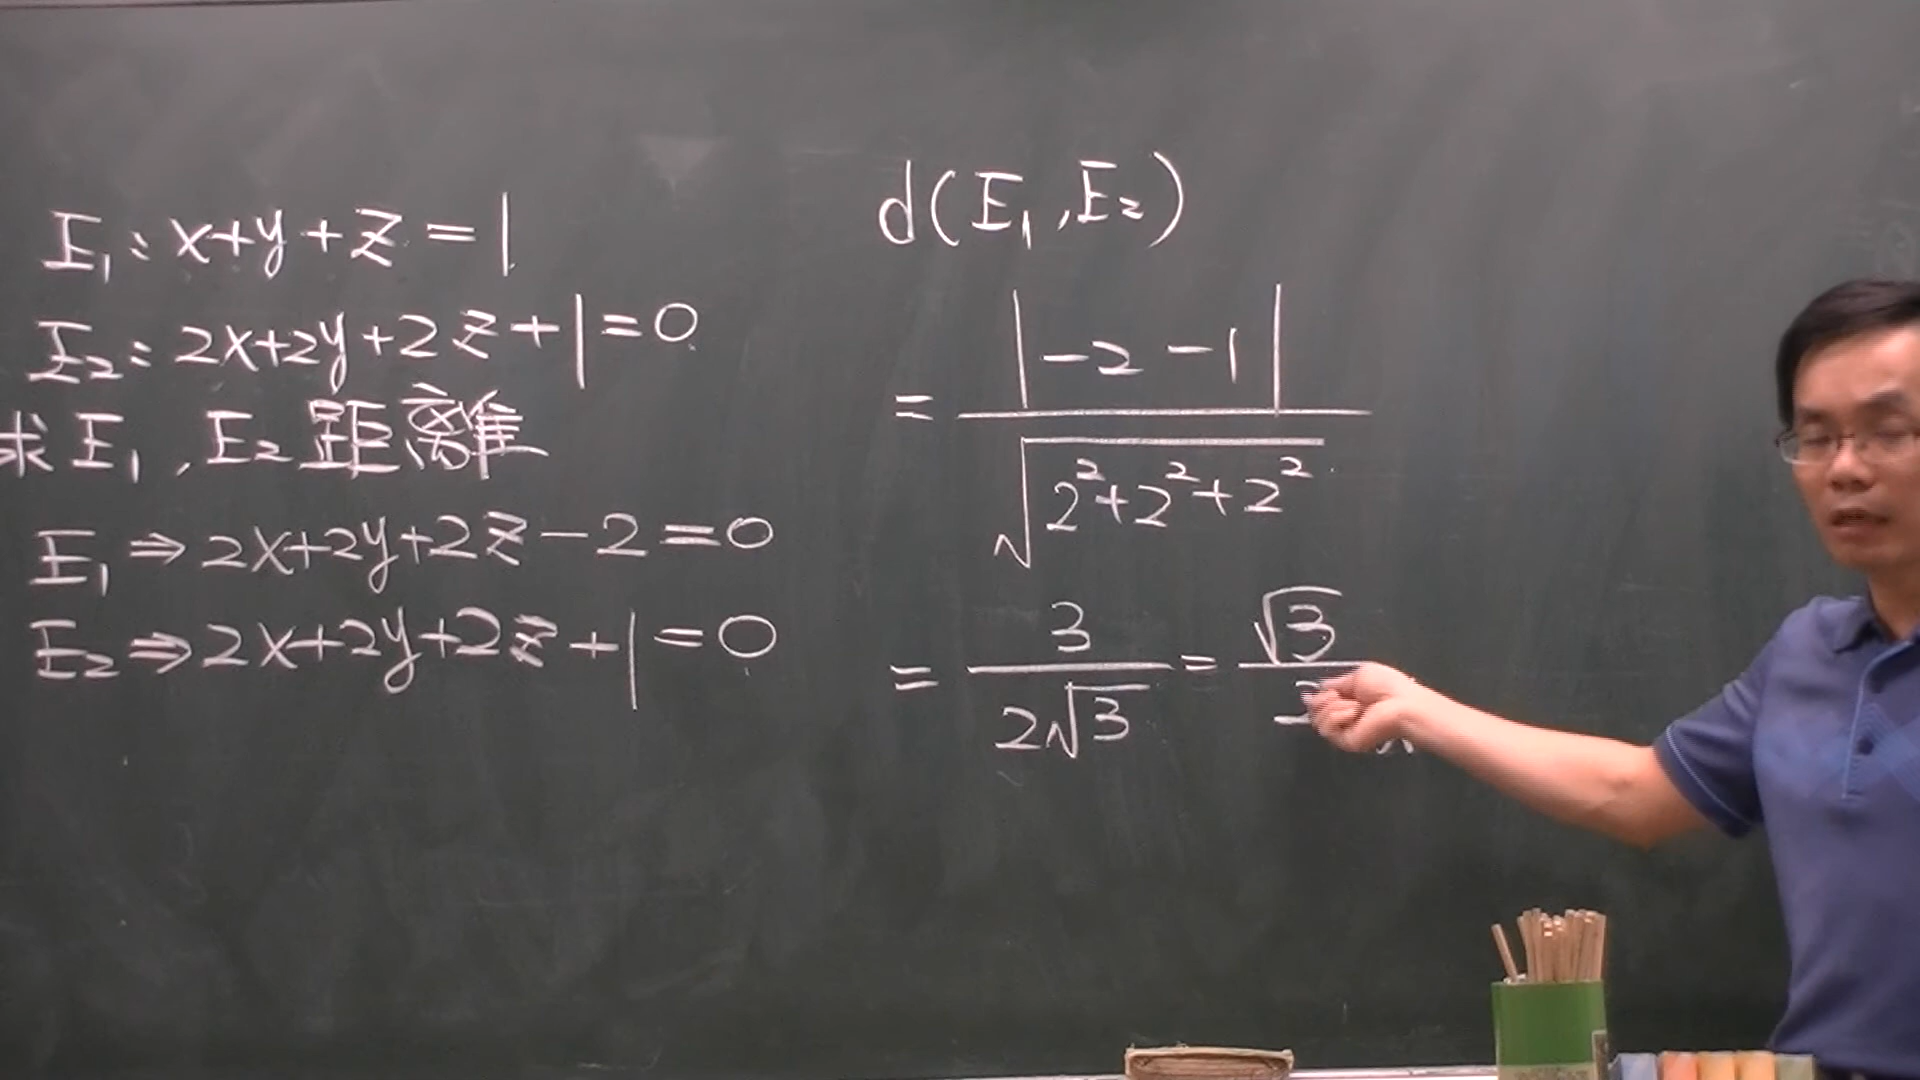 E₁: x+y+z=1
E₂: 2x+2y+2z+1=0
求E₁,E₂距離
E₁⇒2x+2y+2z-2=0
E₂⇒2x+2y+2z+1=0
d(E₁,E₂)
= |-2-1| / √(2²+2²+2²)
= 3 / 2√3 = √3 / 2